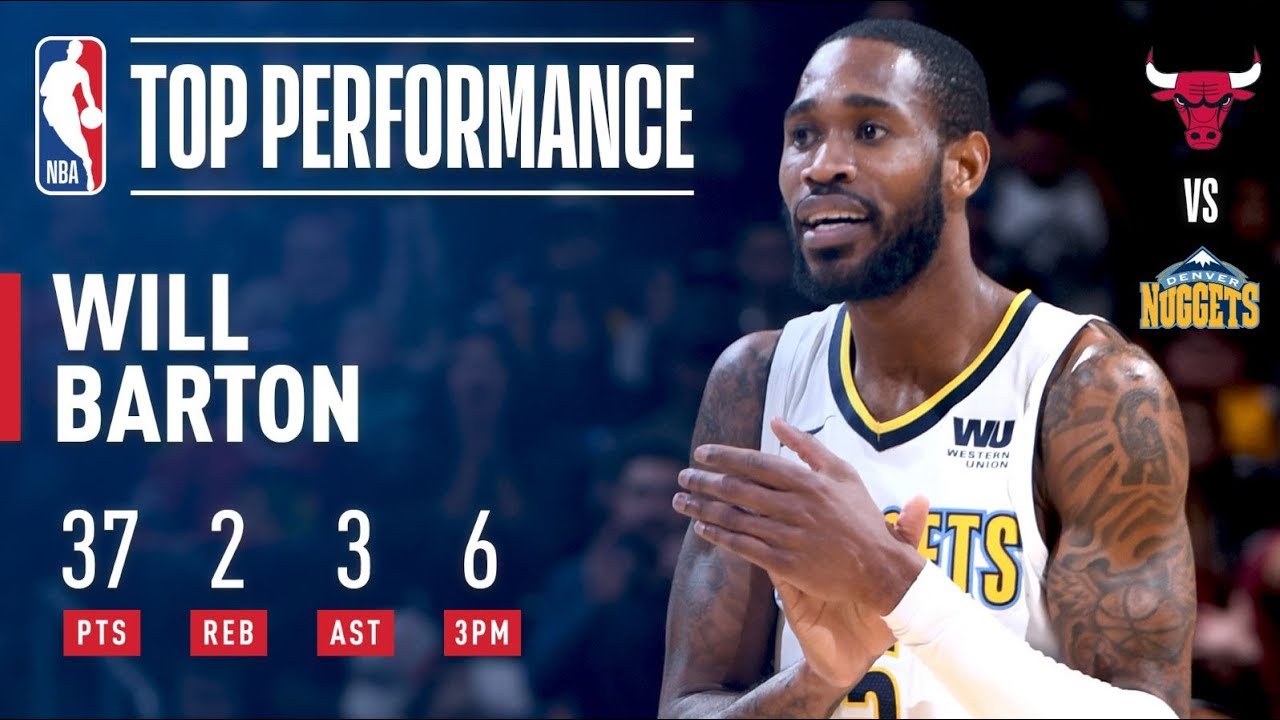 NBA
TOP PERFORMANCE
WILL
BARTON
37 2 3 6
PTS REB AST 3PM
VS
DENVER
NUGGETS
WU
WESTERN
UNION